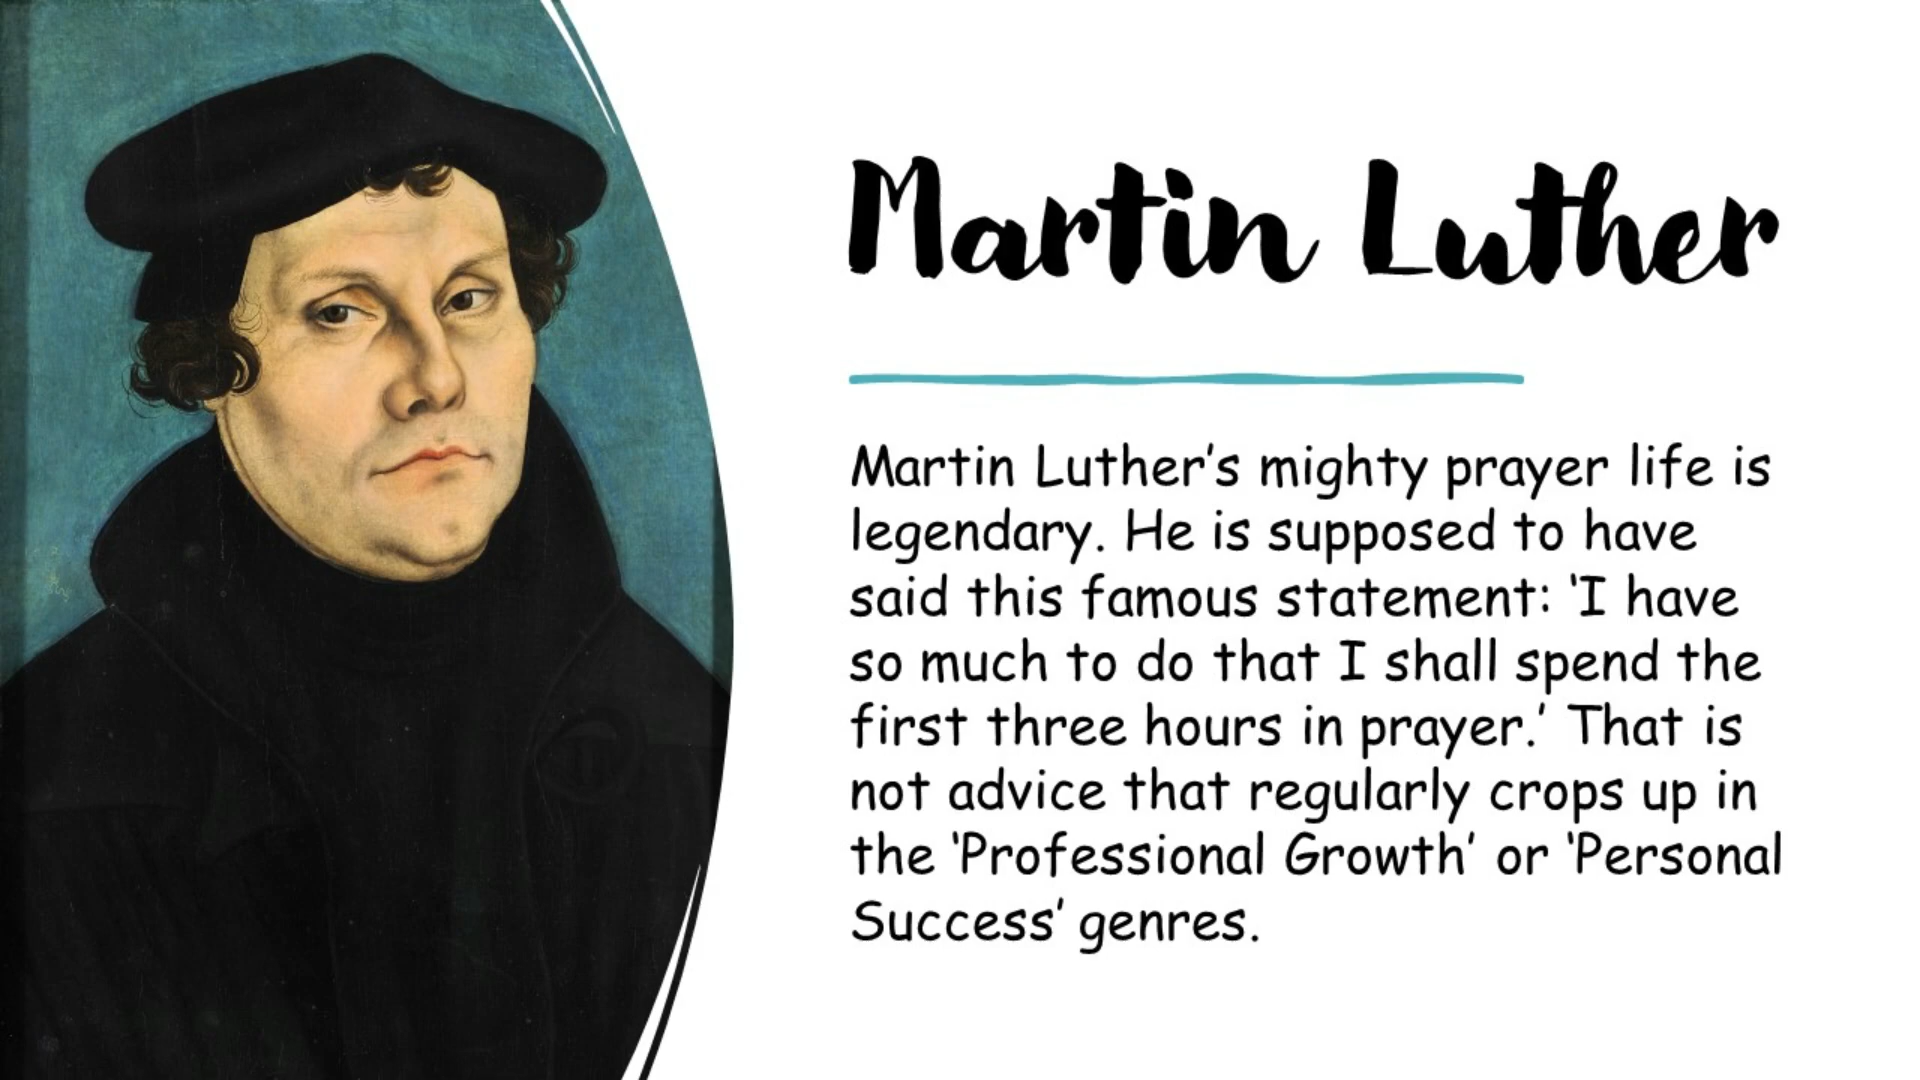 Martin Luther
Martin Luther’s mighty prayer life is
legendary. He is supposed to have
said this famous statement: ‘I have
so much to do that I shall spend the
first three hours in prayer.’ That is
not advice that regularly crops up in
the ‘Professional Growth’ or ‘Personal
Success’ genres.